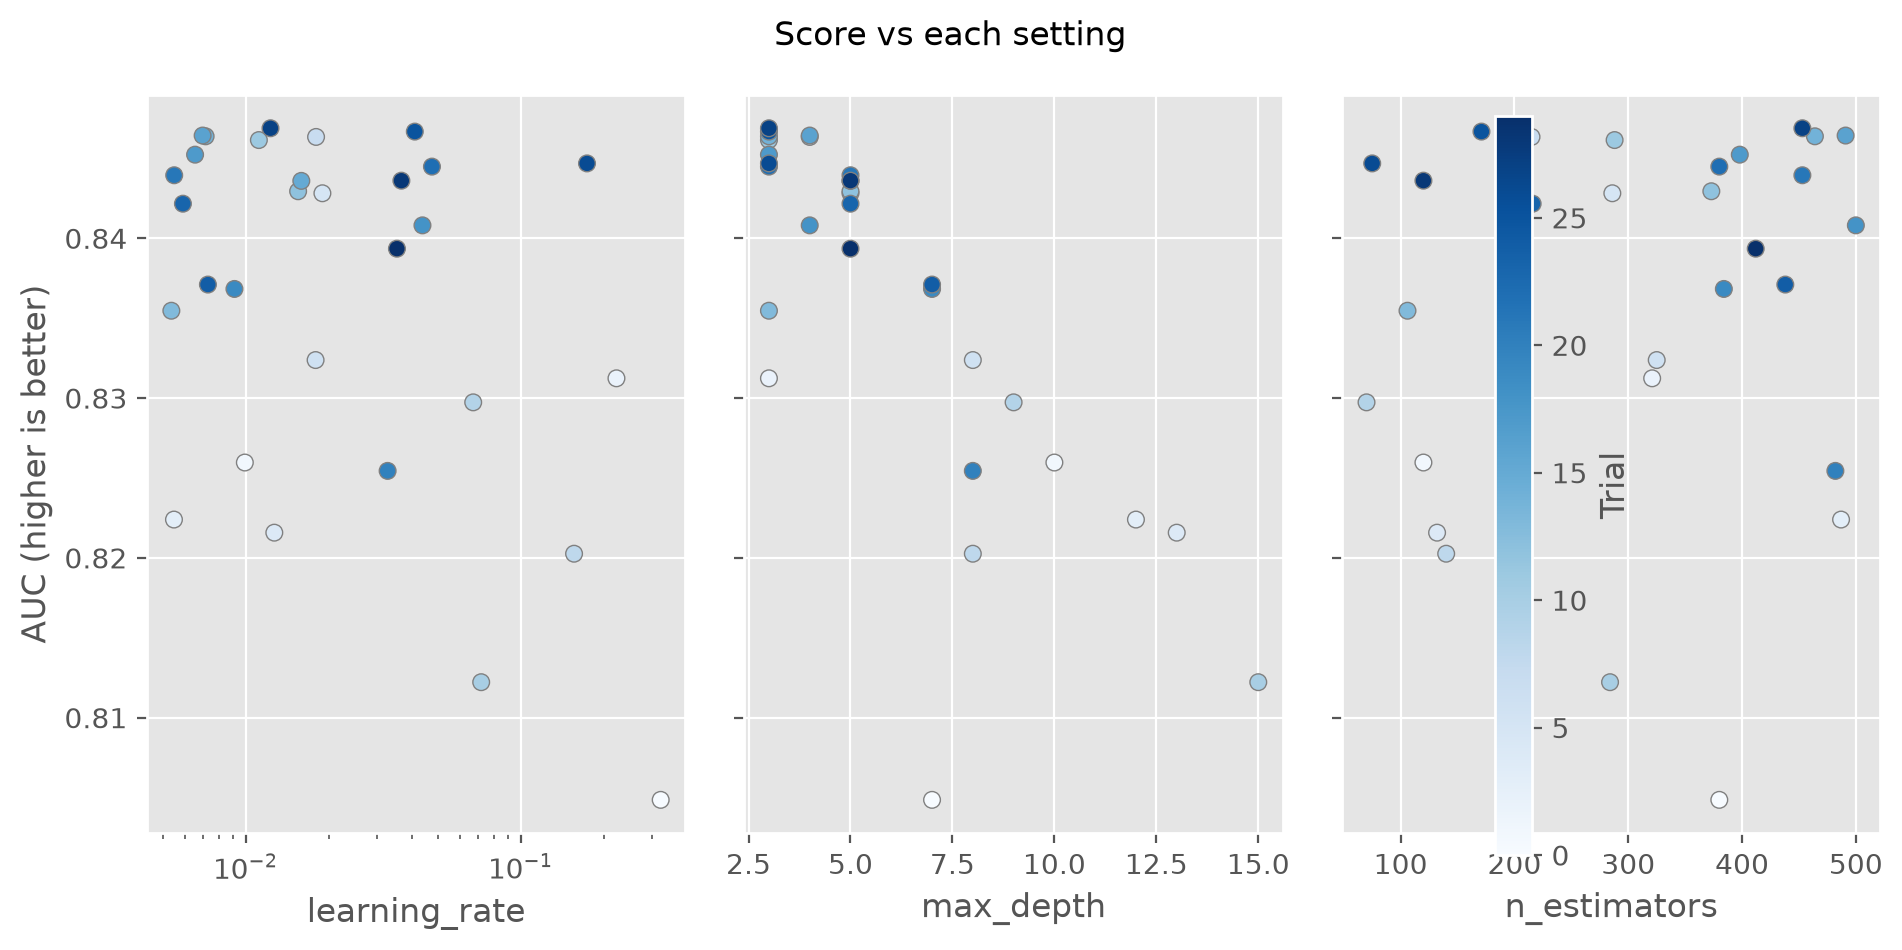 Score vs each setting
AUC (higher is better)
0.84
0.83
0.82
0.81
10⁻² 10⁻¹
learning_rate
2.5 5.0 7.5 10.0 12.5 15.0
max_depth
25
20
15
10
5
0
Trial
100 200 300 400 500
n_estimators